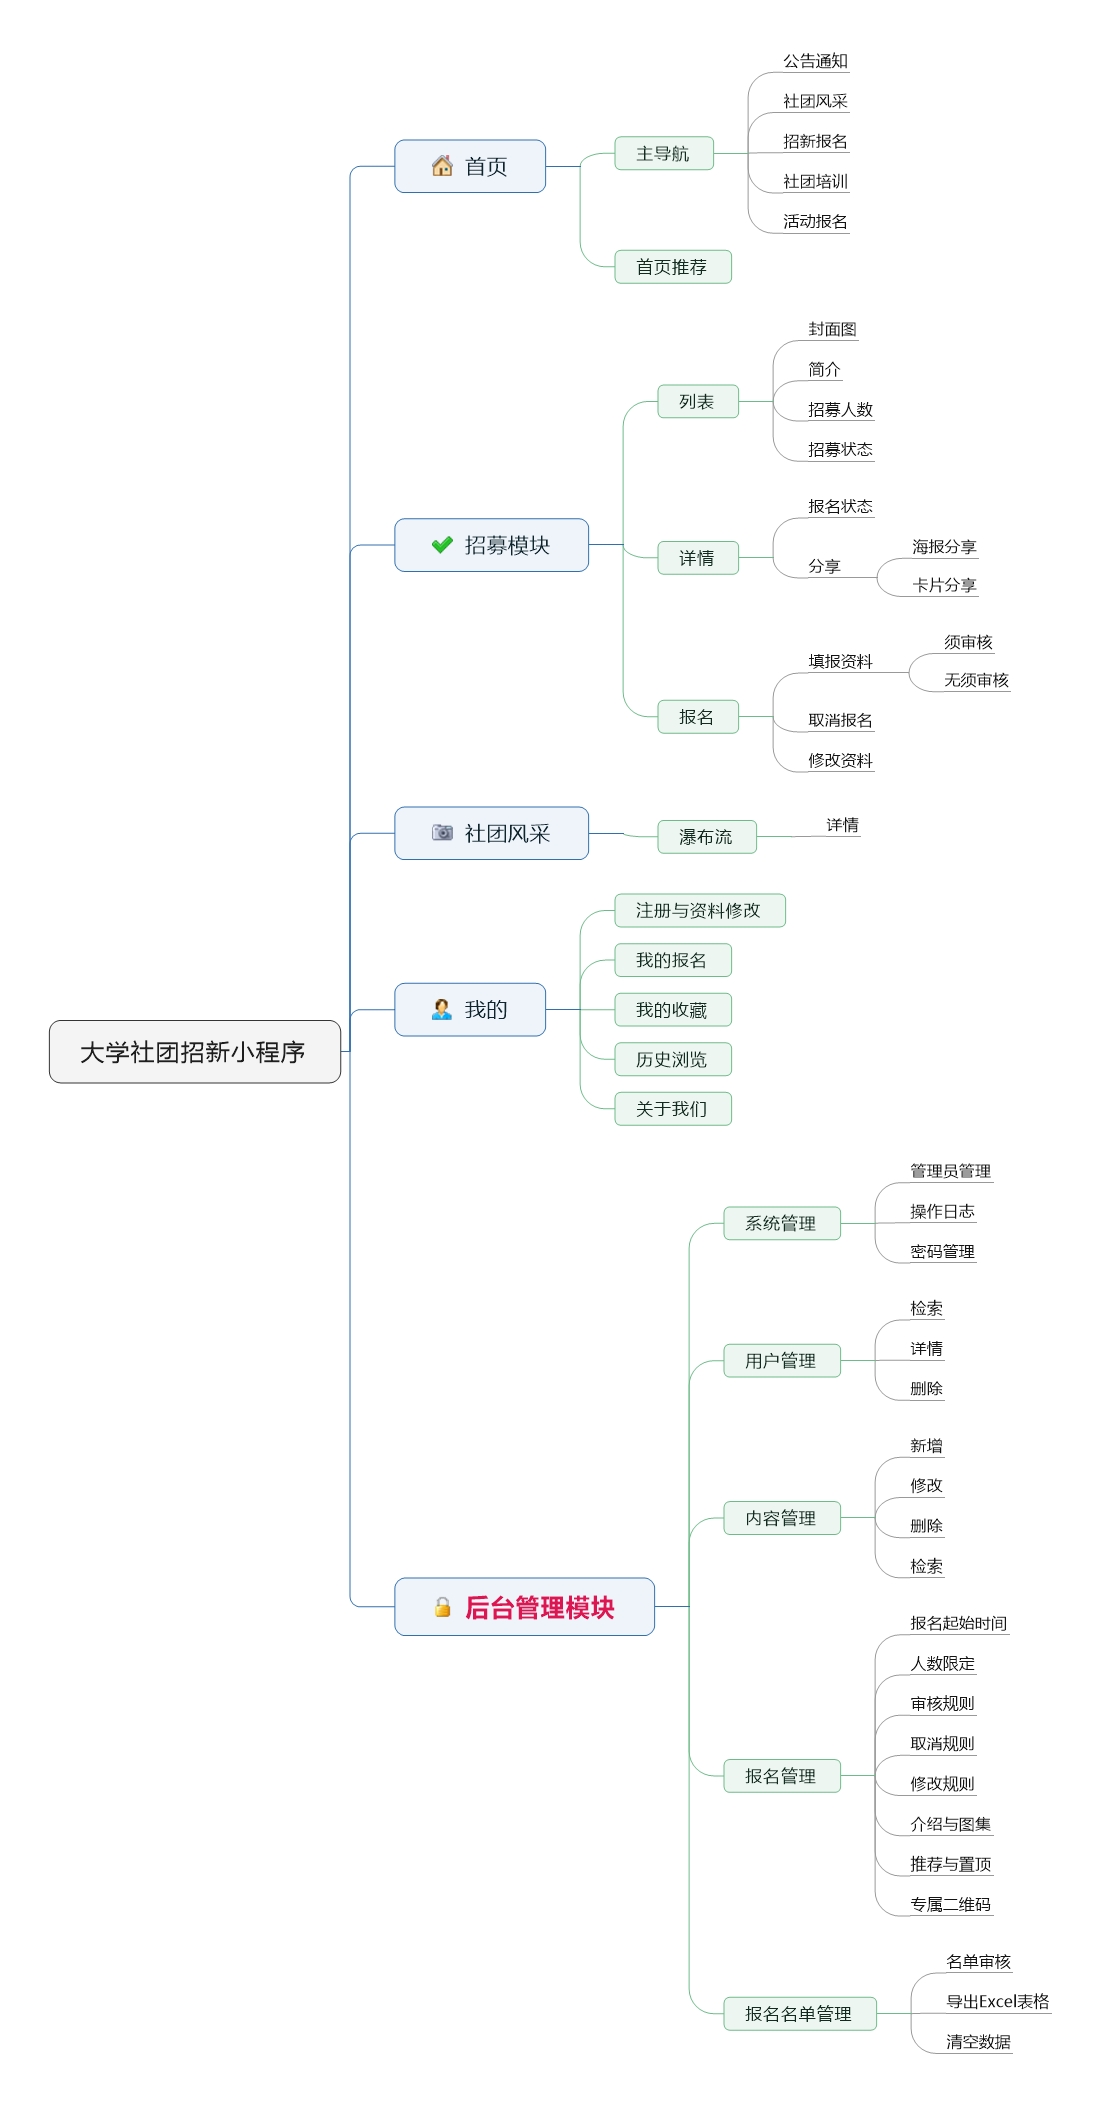 大学社团招新小程序
首页
主导航
公告通知
社团风采
招新报名
社团培训
活动报名
首页推荐
招募模块
列表
封面图
简介
招募人数
招募状态
详情
报名状态
分享
海报分享
卡片分享
报名
填报资料
须审核
无须审核
取消报名
修改资料
社团风采
瀑布流
详情
我的
注册与资料修改
我的报名
我的收藏
历史浏览
关于我们
后台管理模块
系统管理
管理员管理
操作日志
密码管理
用户管理
检索
详情
删除
内容管理
新增
修改
删除
检索
报名管理
报名起始时间
人数限定
审核规则
取消规则
修改规则
介绍与图集
推荐与置顶
专属二维码
报名名单管理
名单审核
导出Excel表格
清空数据